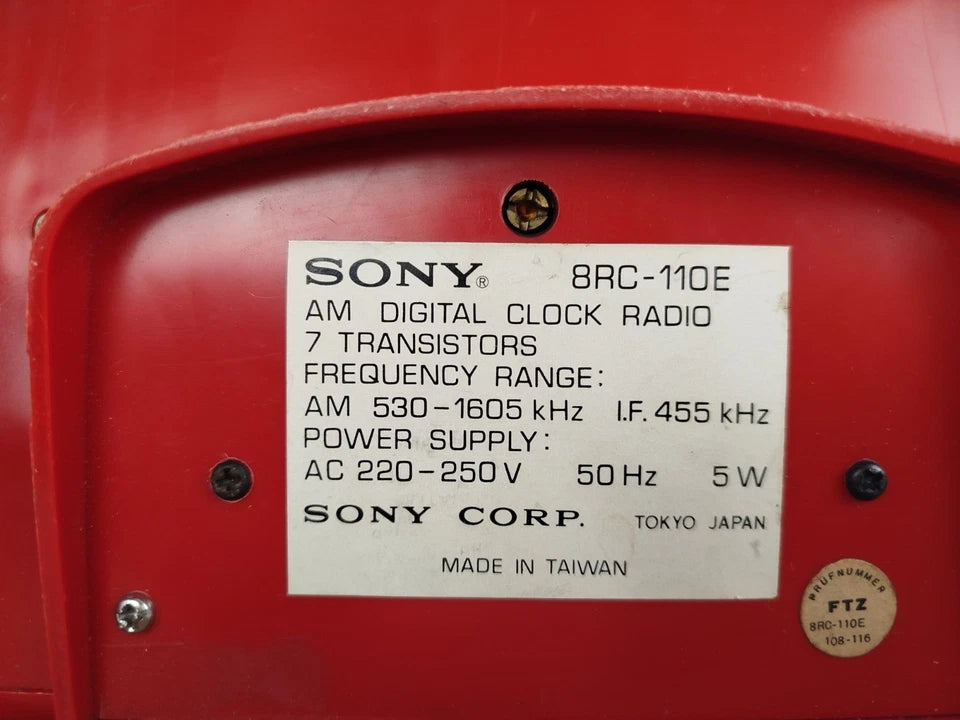 SONY® 8RC-110E
AM DIGITAL CLOCK RADIO
7 TRANSISTORS
FREQUENCY RANGE:
AM 530-1605 kHz I.F. 455 kHz
POWER SUPPLY:
AC 220-250V 50 Hz 5 W
SONY CORP. TOKYO JAPAN
MADE IN TAIWAN
PRÜFNUMMER
FTZ
8RC-110E
108-116